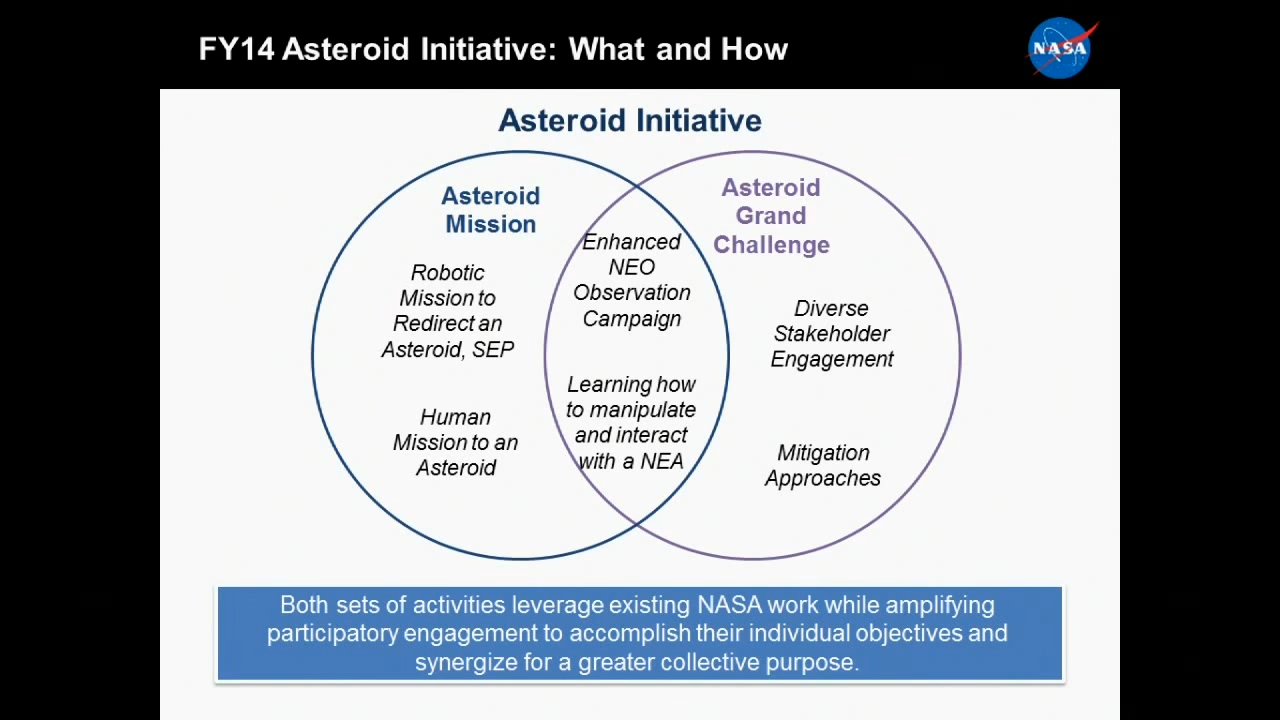 FY14 Asteroid Initiative: What and How
NASA
Asteroid Initiative
Asteroid
Mission
Robotic
Mission to
Redirect an
Asteroid, SEP
Human
Mission to an
Asteroid
Enhanced
NEO
Observation
Campaign
Learning how
to manipulate
and interact
with a NEA
Asteroid
Grand
Challenge
Diverse
Stakeholder
Engagement
Mitigation
Approaches
Both sets of activities leverage existing NASA work while amplifying
participatory engagement to accomplish their individual objectives and
synergize for a greater collective purpose.